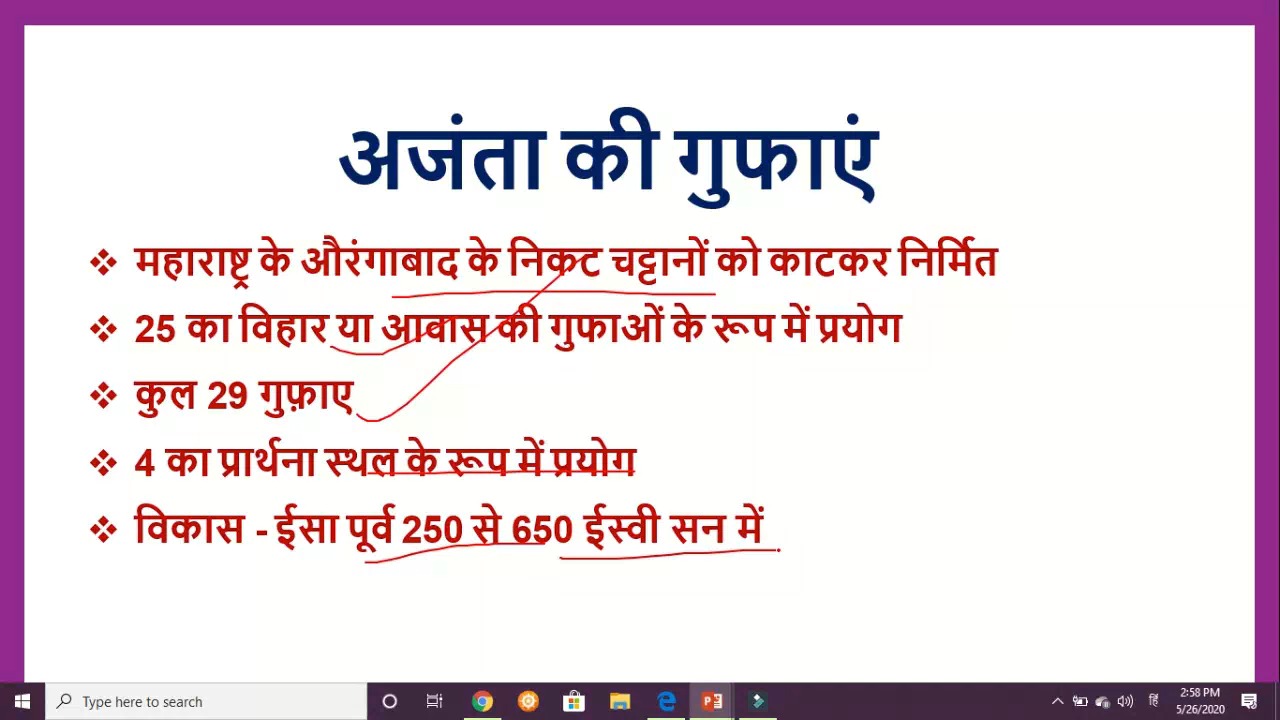 अजंता की गुफाएं
❖ महाराष्ट्र के औरंगाबाद के निकट चट्टानों को काटकर निर्मित
❖ 25 का विहार या आवास की गुफाओं के रूप में प्रयोग
❖ कुल 29 गुफ़ाए
❖ 4 का प्रार्थना स्थल के रूप में प्रयोग
❖ विकास - ईसा पूर्व 250 से 650 ईस्वी सन में
Type here to search
हिं
2:58 PM
5/26/2020